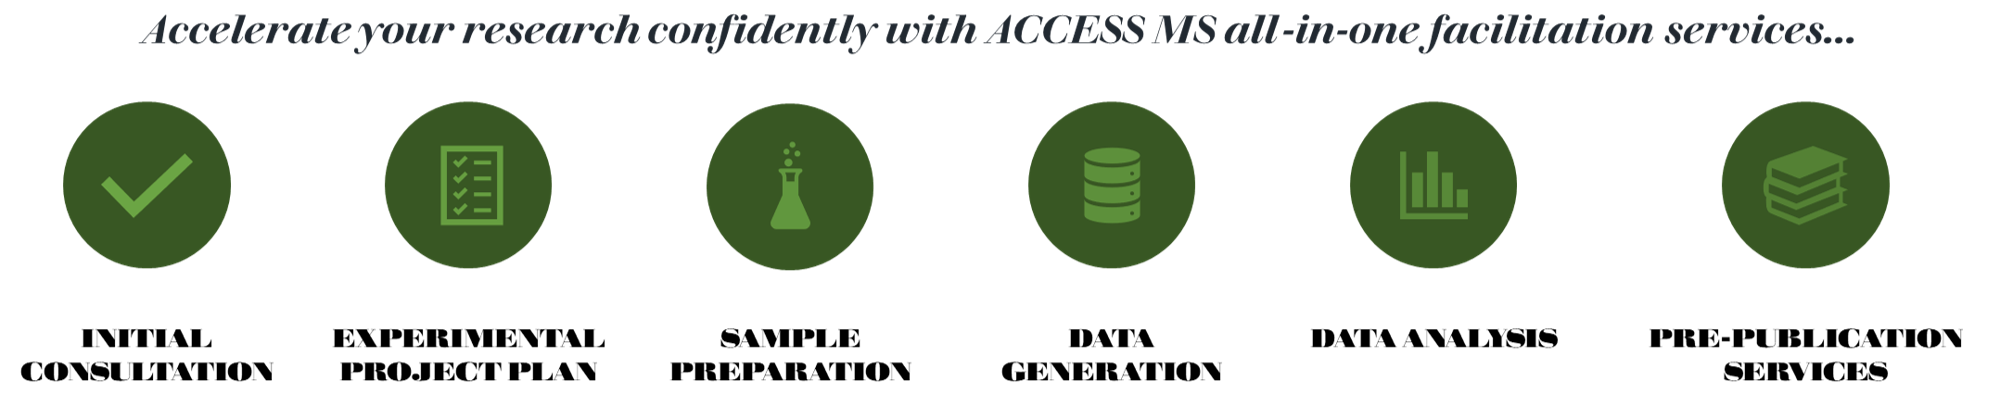 Accelerate your research confidently with ACCESS MS all-in-one facilitation services...
INITIAL
CONSULTATION
EXPERIMENTAL
PROJECT PLAN
SAMPLE
PREPARATION
DATA
GENERATION
DATA ANALYSIS
PRE-PUBLICATION
SERVICES